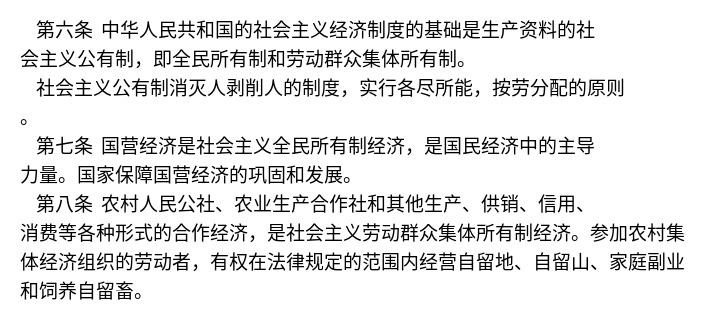 第六条 中华人民共和国的社会主义经济制度的基础是生产资料的社
会主义公有制，即全民所有制和劳动群众集体所有制。
社会主义公有制消灭人剥削人的制度，实行各尽所能，按劳分配的原则
。
第七条 国营经济是社会主义全民所有制经济，是国民经济中的主导
力量。国家保障国营经济的巩固和发展。
第八条 农村人民公社、农业生产合作社和其他生产、供销、信用、
消费等各种形式的合作经济，是社会主义劳动群众集体所有制经济。参加农村集
体经济组织的劳动者，有权在法律规定的范围内经营自留地、自留山、家庭副业
和饲养自留畜。